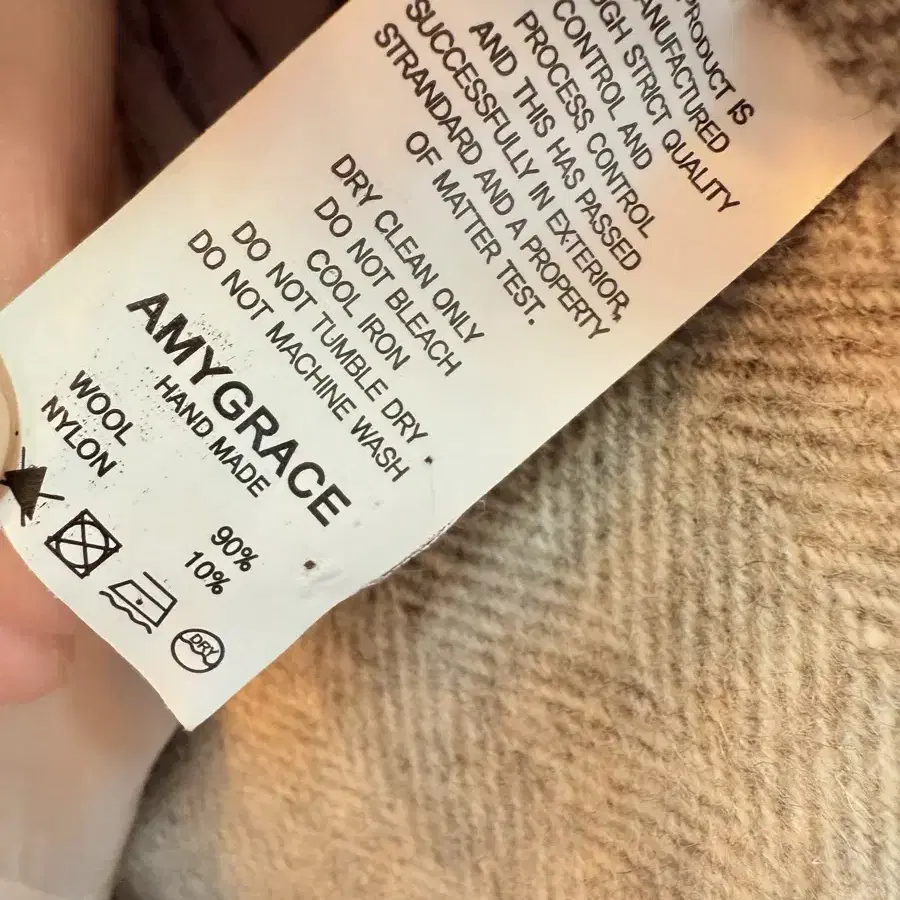 PRODUCT IS
MANUFACTURED
UGH STRICT QUALITY
CONTROL AND
PROCESS, CONTROL
AND THIS HAS PASSED
SUCCESSFULLY IN EXTERIOR,
STRANDARD AND A PROPERTY
OF MATTER TEST.
DRY CLEAN ONLY
DO NOT BLEACH
COOL IRON
DO NOT TUMBLE DRY
DO NOT MACHINE WASH
AMYGRACE
HAND MADE
WOOL 90%
NYLON 10%
DRY